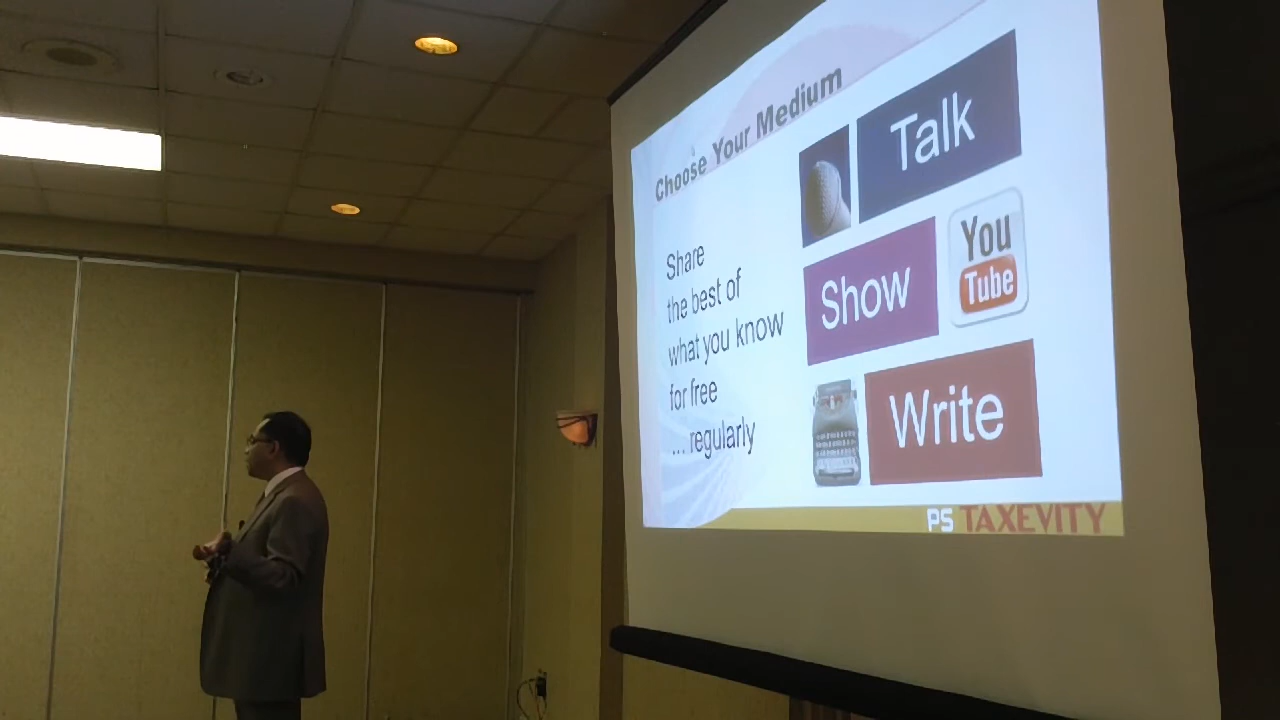 Choose Your Medium
Share
the best of
what you know
for free
... regularly
Talk
Show
You
Tube
Write
PS TAXEVITY